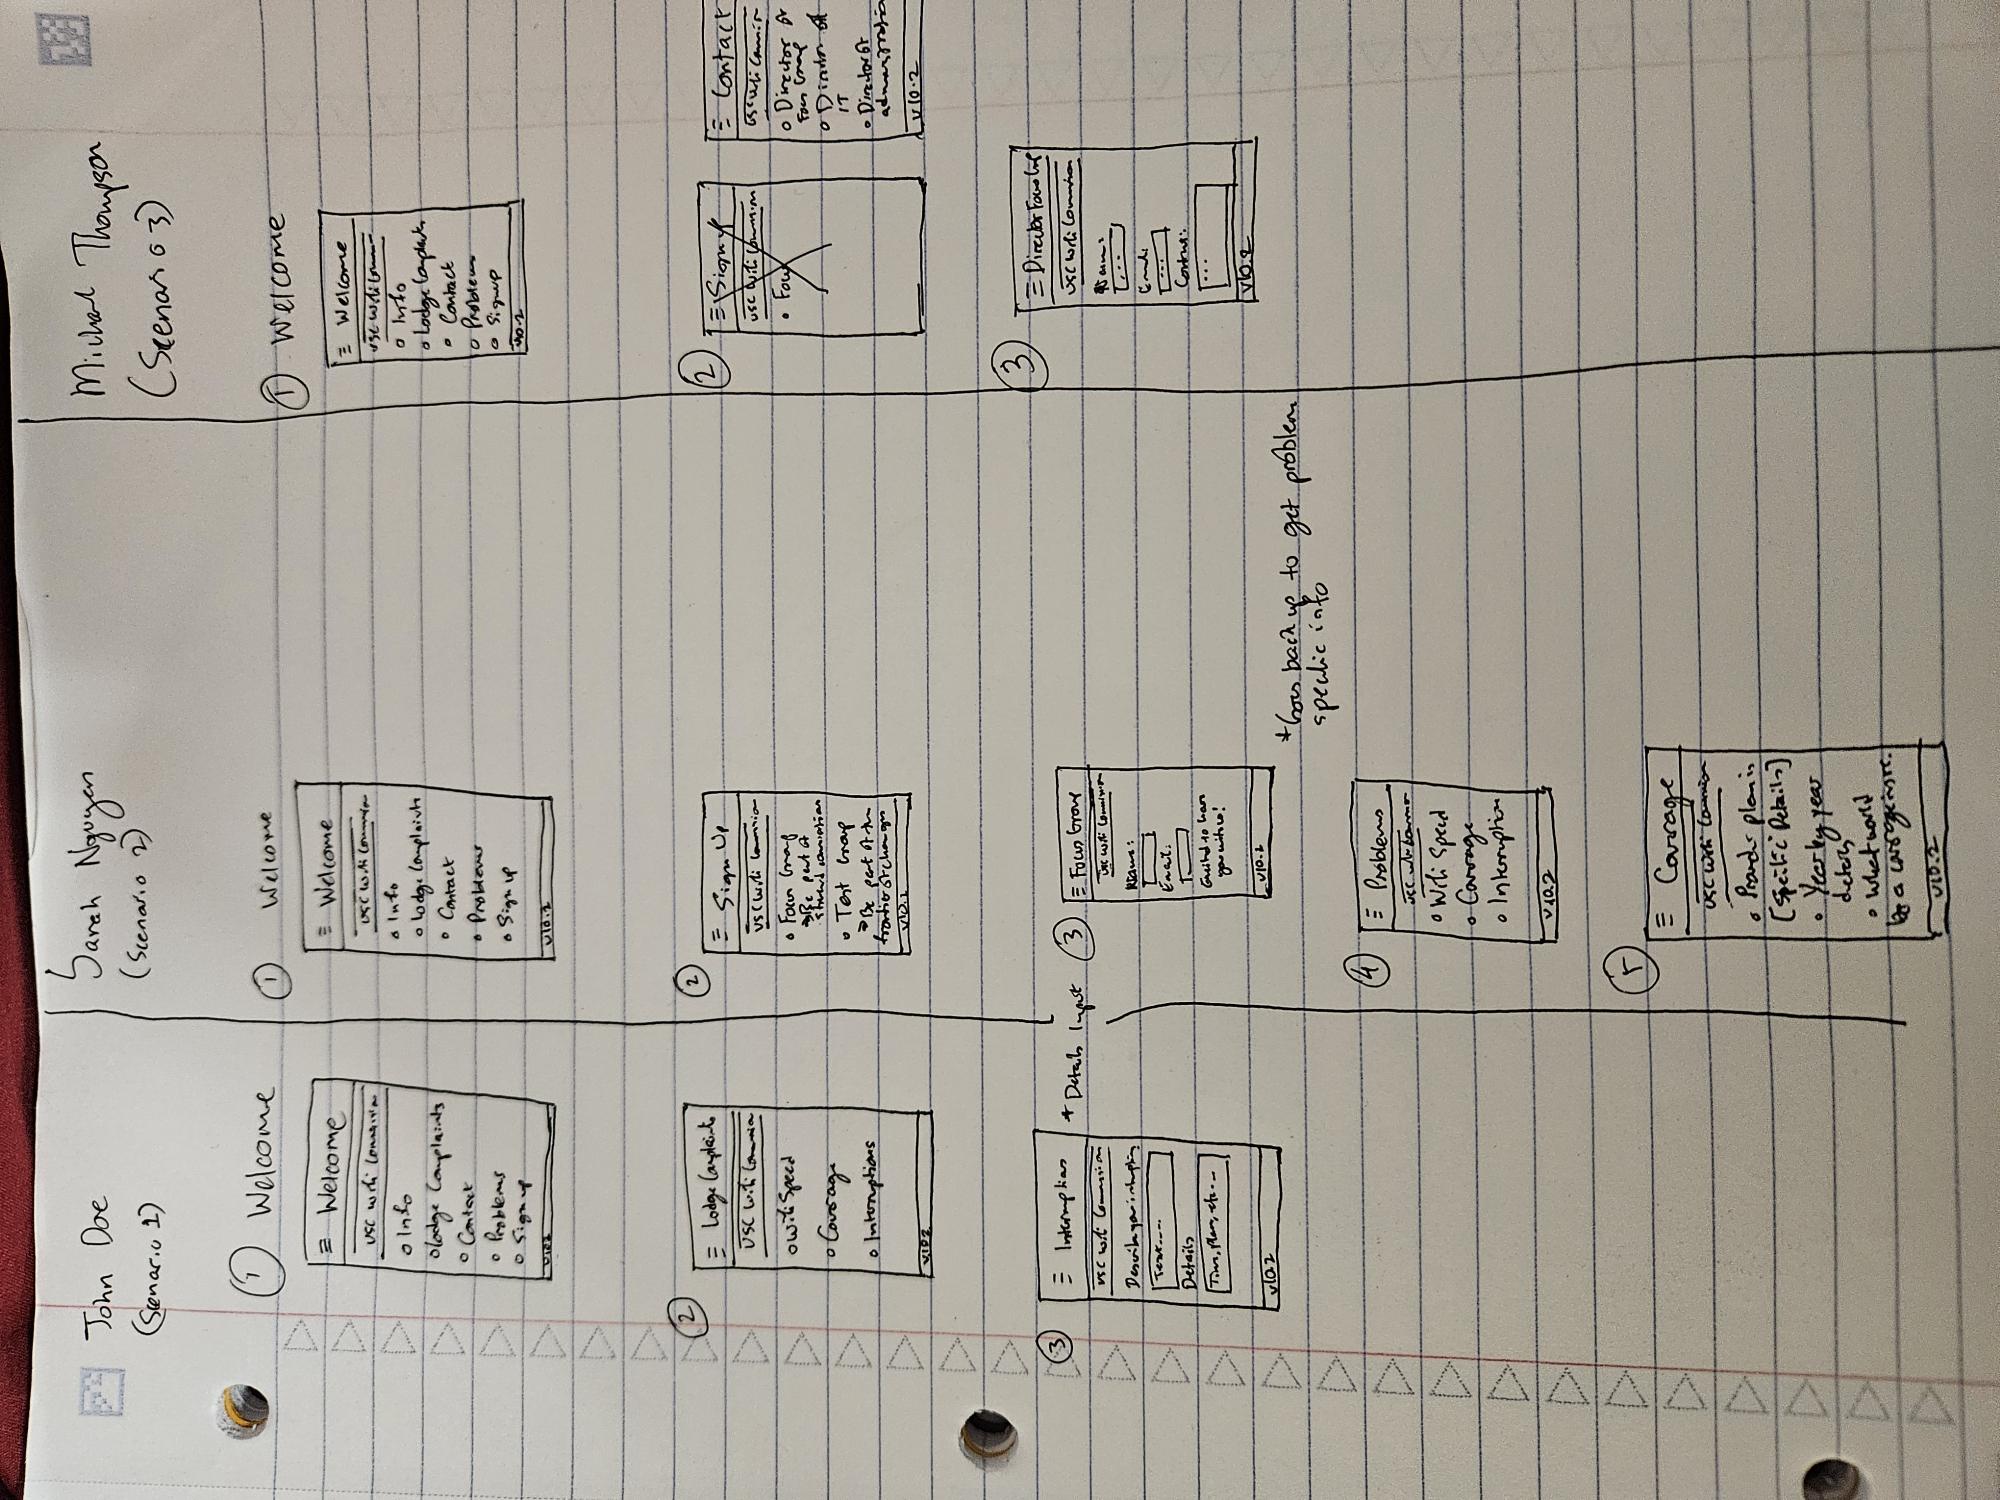 John Doe
(Scenario 1)
1 Welcome
≡ Welcome
USC Wifi Commission
o Info
o Lodge Complaints
o Contact
o Problems
o Sign up
v10.2
2
≡ Lodge Complaints
USC Wifi Commission
o Wifi Speed
o Coverage
o Interruptions
v10.2
3
≡ Interruptions
USC Wifi Commission
Describe your interruption
Text....
Details
Time, place, etc...
v10.2
* Details Input
Sarah Nguyen
(Scenario 2)
1 Welcome
≡ Welcome
USC Wifi Commission
o Info
o Lodge Complaints
o Contact
o Problems
o Sign up
v10.2
2
≡ Sign Up
USC Wifi Commission
o Focus Group
→ Be part of
o Test Group
→ Be part of the
frontier of changes
v10.2
3
≡ Focus Group
USC Wifi Commission
Name:
Email:
Excited to have
you with us!
v10.2
* Goes back up to get problem
specific info
4
≡ Problems
USC Wifi Commission
o Wifi Speed
o Coverage
o Interruption
v10.2
5
≡ Coverage
USC Wifi Commission
o Provider plan is
[Specific Details]
o Year by year
details
o What would
be a coverage
v10.2
Michael Thompson
(Scenario 3)
1 Welcome
≡ Welcome
USC Wifi Comm
o Info
o Lodge Complaints
o Contact
o Problems
o Sign up
v10.2
2
≡ Sign up
USC Wifi Commission
• Focu
≡ Contact
USC Wifi Commission
o Director of
Focus Group
o Director of
IT
o Director of
administration
v10.2
3
≡ Director Focus Group
USC Wifi Commission
Name:
...
Email:
...
...
v10.2